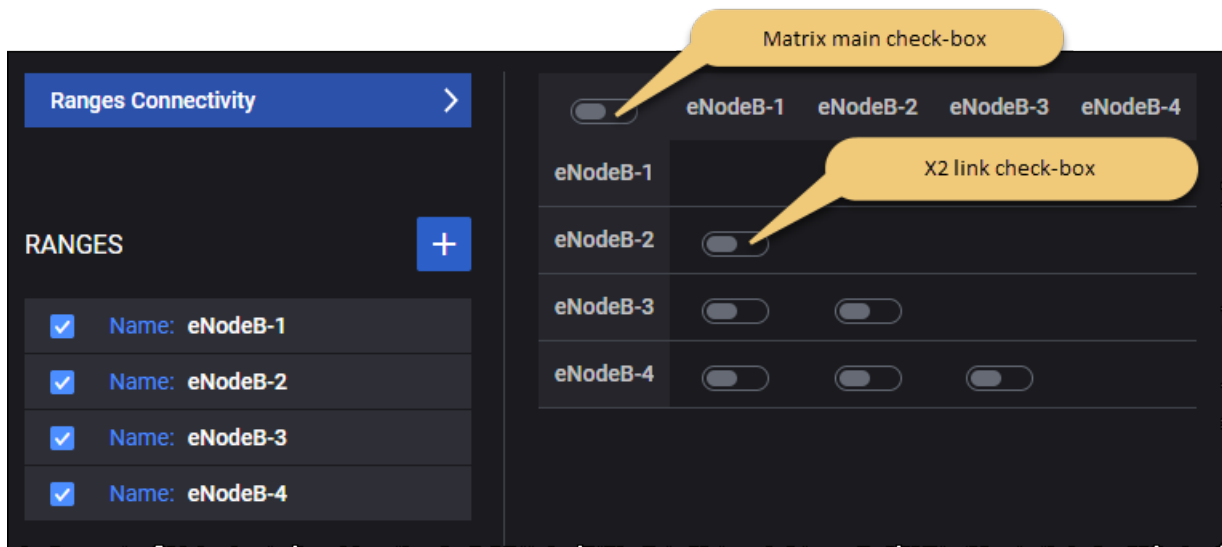 Matrix main check-box
Ranges Connectivity
eNodeB-1 eNodeB-2 eNodeB-3 eNodeB-4
eNodeB-1
X2 link check-box
RANGES
+
eNodeB-2
eNodeB-3
Name: eNodeB-1
eNodeB-4
Name: eNodeB-2
Name: eNodeB-3
Name: eNodeB-4